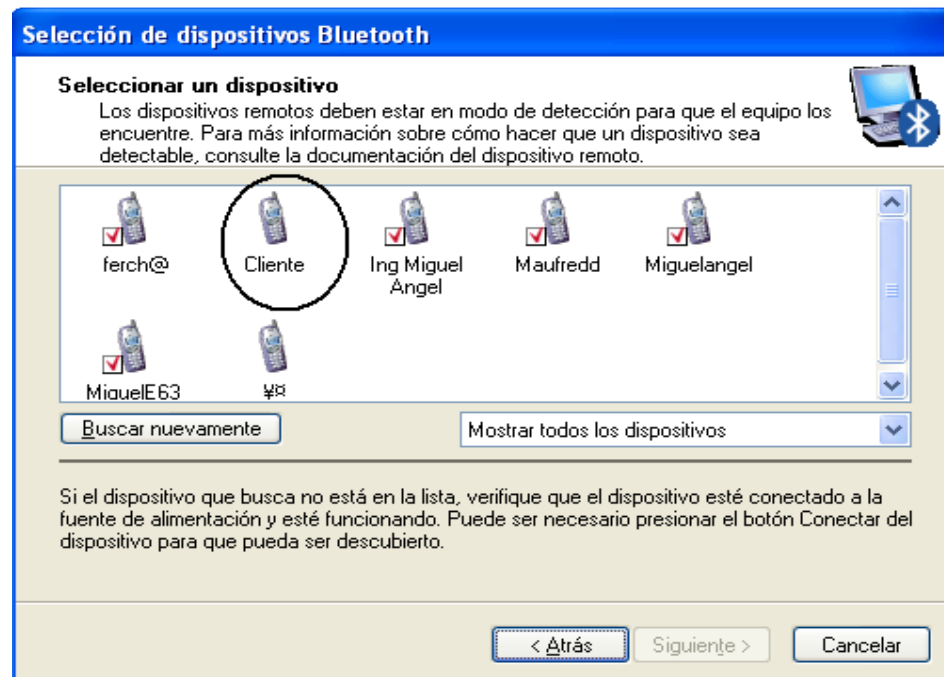 Selección de dispositivos Bluetooth
Seleccionar un dispositivo
Los dispositivos remotos deben estar en modo de detección para que el equipo los
encuentre. Para más información sobre cómo hacer que un dispositivo sea
detectable, consulte la documentación del dispositivo remoto.
ferch@
Cliente
Ing Miguel
Angel
Maufredd
Miguelangel
MiguelE63
¥¤
Buscar nuevamente
Mostrar todos los dispositivos
Si el dispositivo que busca no está en la lista, verifique que el dispositivo esté conectado a la
fuente de alimentación y esté funcionando. Puede ser necesario presionar el botón Conectar del
dispositivo para que pueda ser descubierto.
< Atrás
Siguiente >
Cancelar